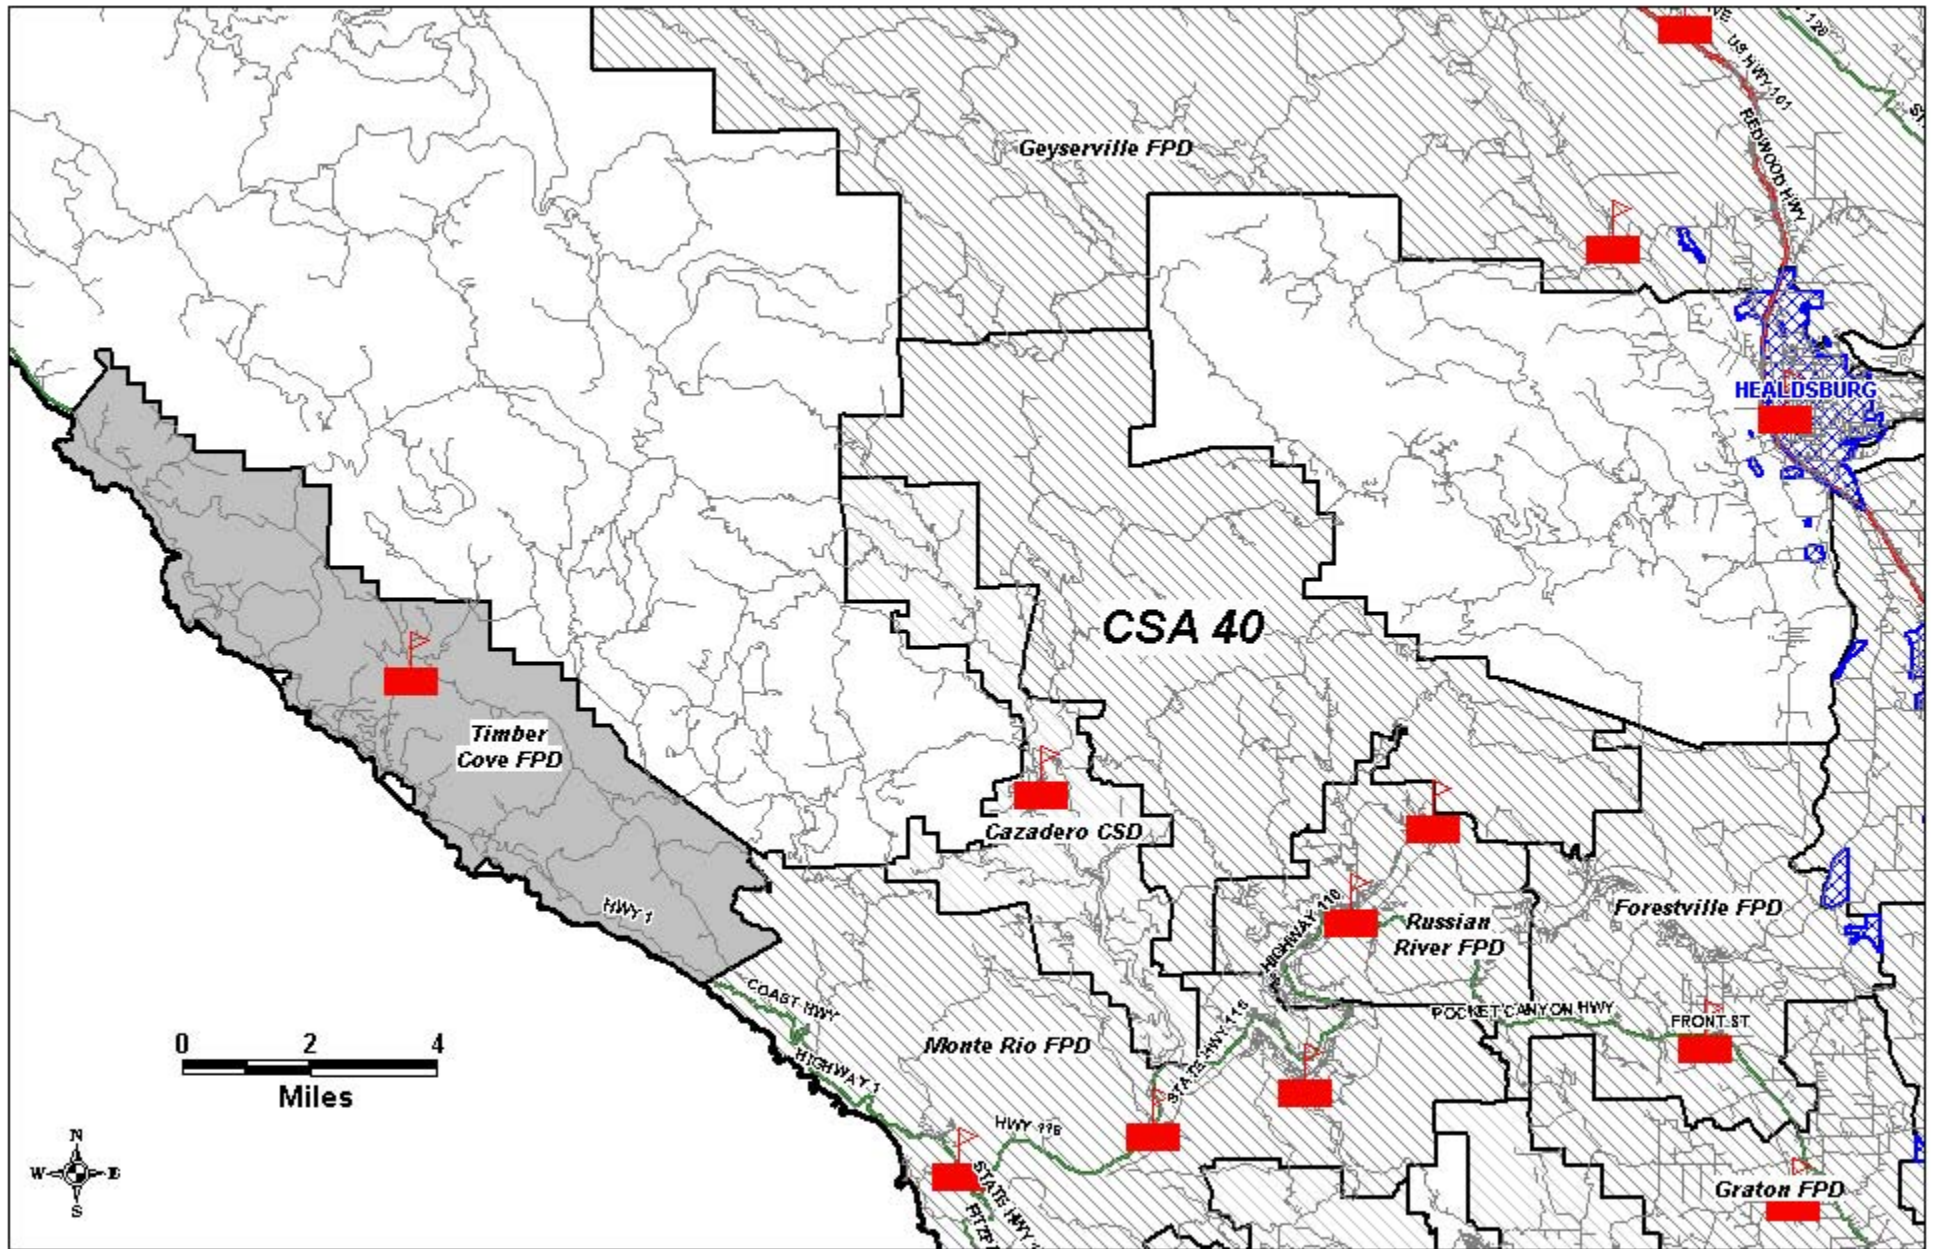 US HWY 101
REDWOOD HWY
Geyserville FPD
HEALDSBURG
CSA 40
Timber
Cove FPD
Cazadero CSD
HWY 1
Forestville FPD
Russian
River FPD
COAST HWY
POCKET CANYON HWY
FRONT ST
Monte Rio FPD
STATE HWY 116
HIGHWAY 1
HWY 116
STATE HWY
Graton FPD
0 2 4
Miles
N
W E
S